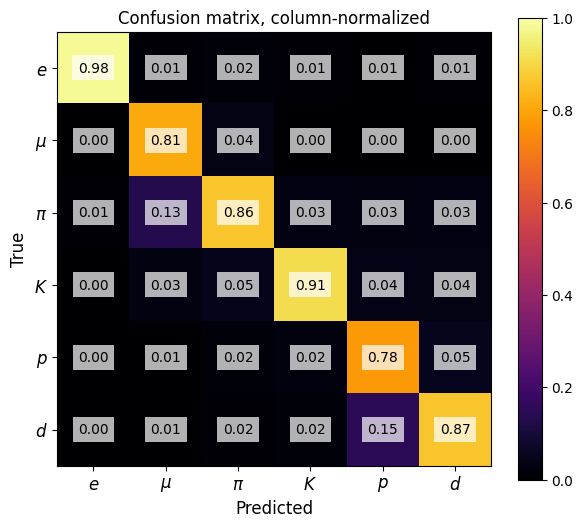 Confusion matrix, column-normalized
e 0.98 0.01 0.02 0.01 0.01 0.01
μ 0.00 0.81 0.04 0.00 0.00 0.00
π 0.01 0.13 0.86 0.03 0.03 0.03
K 0.00 0.03 0.05 0.91 0.04 0.04
p 0.00 0.01 0.02 0.02 0.78 0.05
d 0.00 0.01 0.02 0.02 0.15 0.87
e μ π K p d
Predicted
True
1.0
0.8
0.6
0.4
0.2
0.0